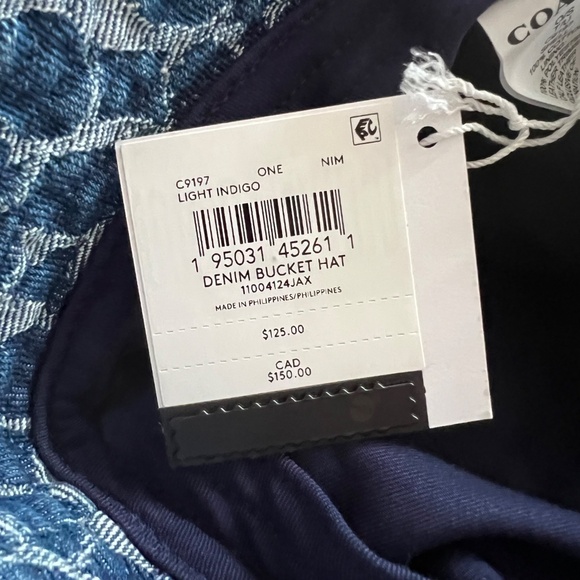 COA
C9197 ONE NIM
LIGHT INDIGO
1 95031 45261 1
DENIM BUCKET HAT
11004124JAX
MADE IN PHILIPPINES/PHILIPPINES
$125.00
CAD
$150.00